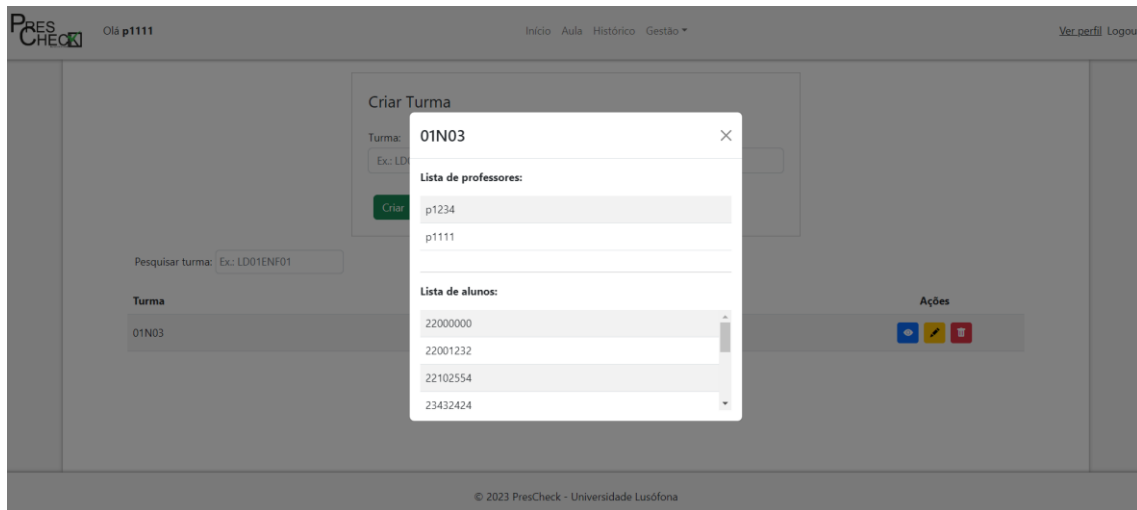 PRES CHECK Olá p1111 Início Aula Histórico Gestão Ver perfil Logou
Criar Turma
Turma:
Ex.: LD0
Criar
01N03
Lista de professores:
p1234
p1111
Lista de alunos:
22000000
22001232
22102554
23432424
Pesquisar turma: Ex.: LD01ENF01
Turma Ações
01N03
© 2023 PresCheck - Universidade Lusófona